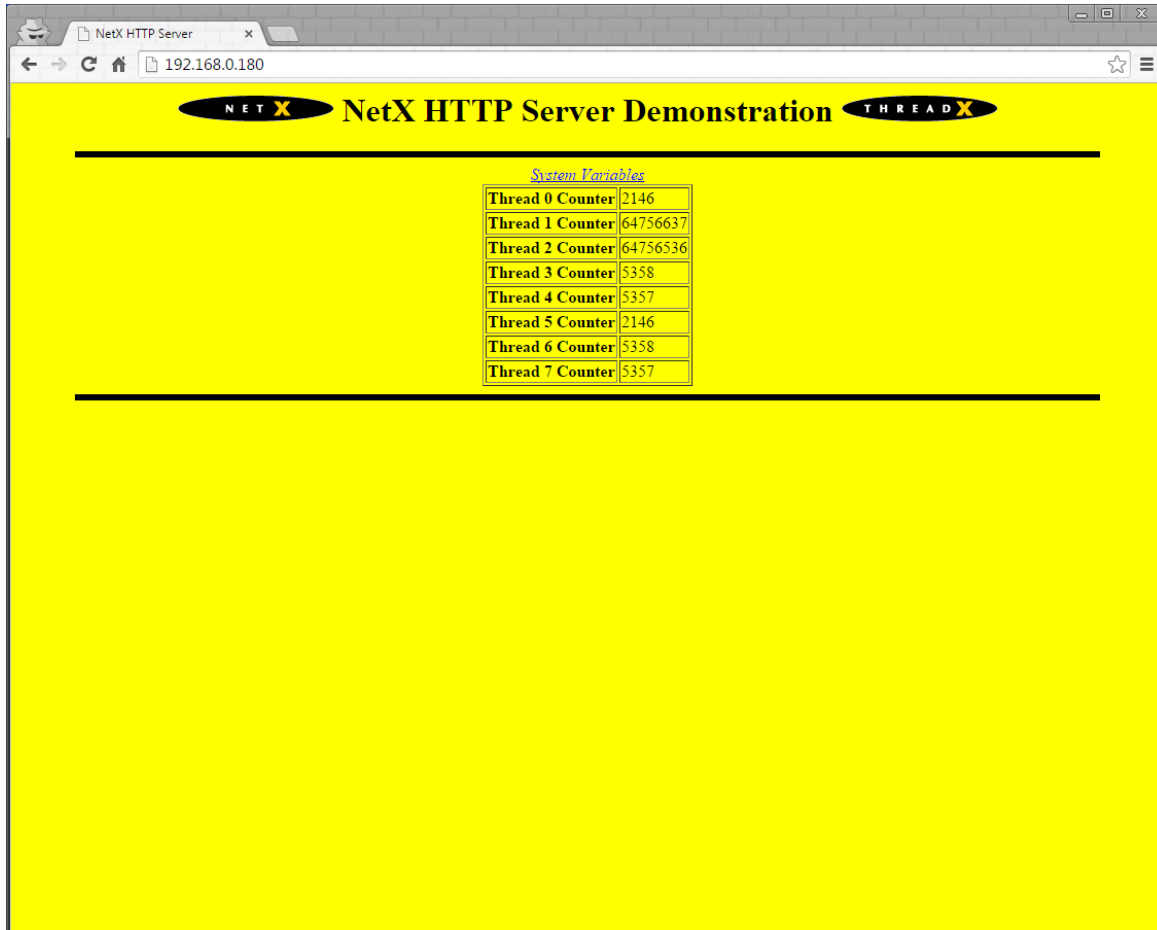 NetX HTTP Server
192.168.0.180
NET X NetX HTTP Server Demonstration THREADX
System Variables
Thread 0 Counter 2146
Thread 1 Counter 64756637
Thread 2 Counter 64756536
Thread 3 Counter 5358
Thread 4 Counter 5357
Thread 5 Counter 2146
Thread 6 Counter 5358
Thread 7 Counter 5357